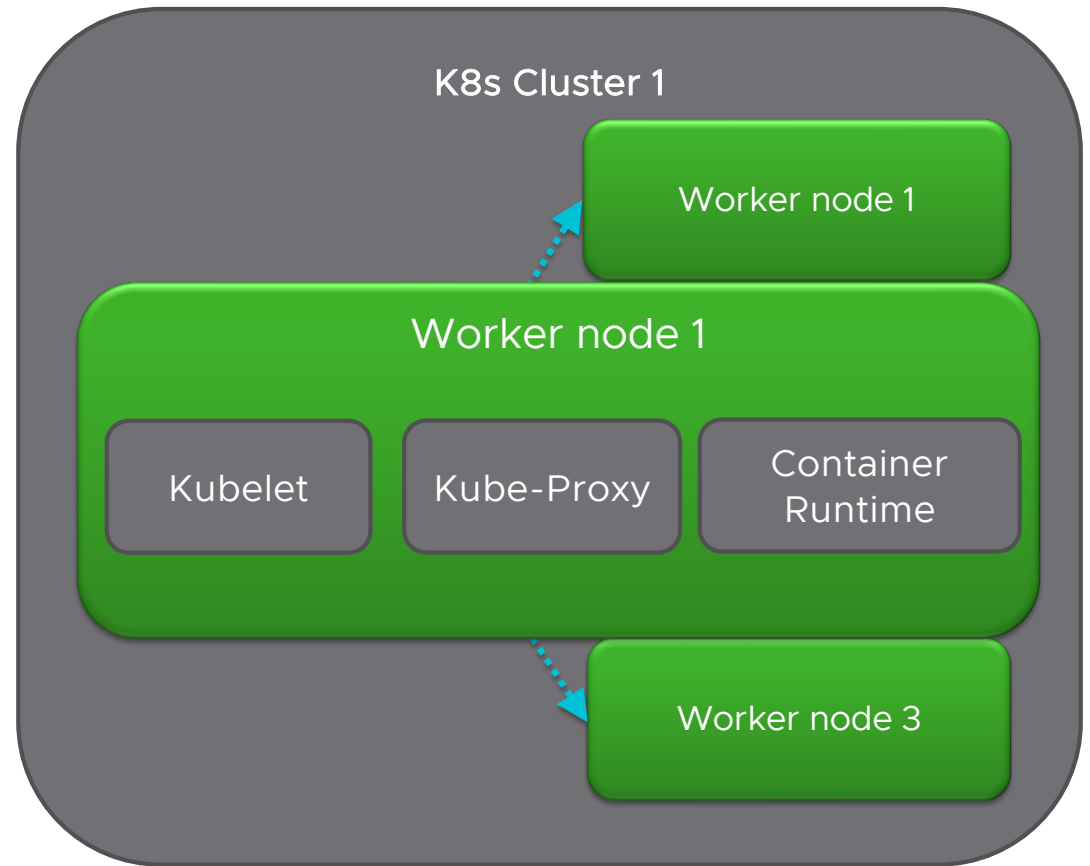 K8s Cluster 1
Worker node 1
Worker node 1
Kubelet
Kube-Proxy
Container
Runtime
Worker node 3